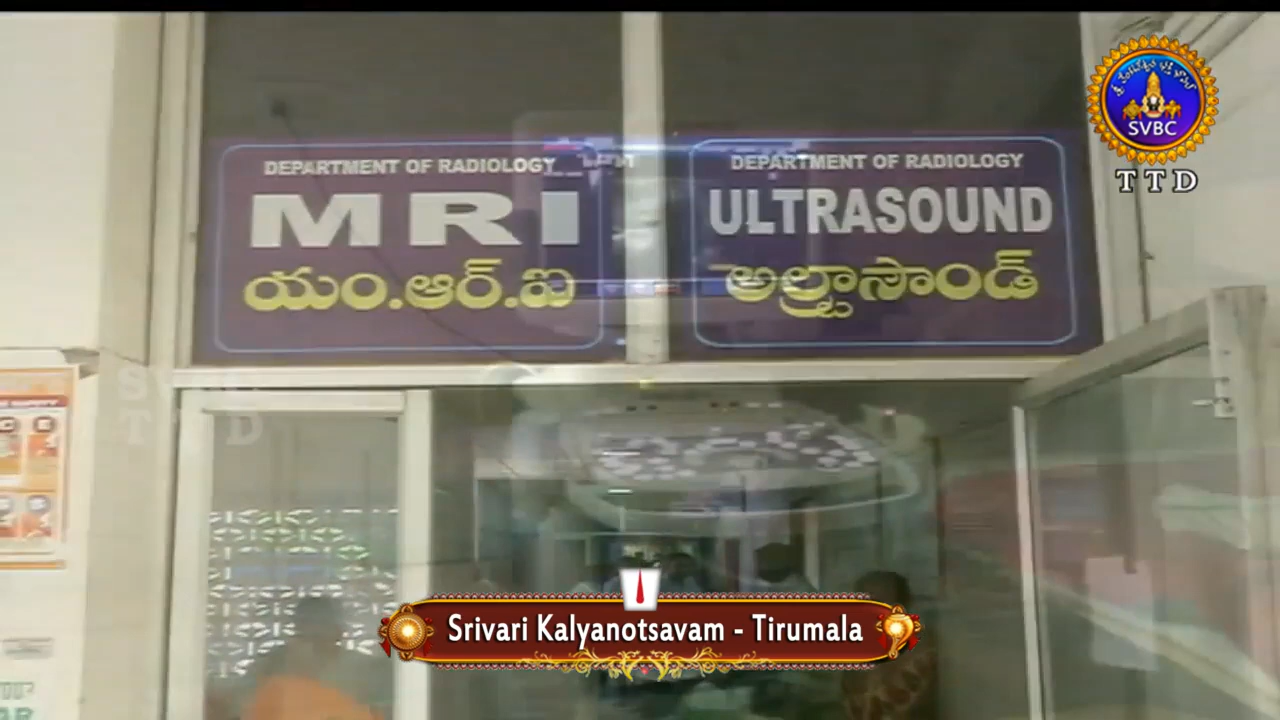 DEPARTMENT OF RADIOLOGY
MRI
యం.ఆర్.ఐ
DEPARTMENT OF RADIOLOGY
ULTRASOUND
అల్ట్రాసౌండ్
SVBC
TTD
Srivari Kalyanotsavam - Tirumala